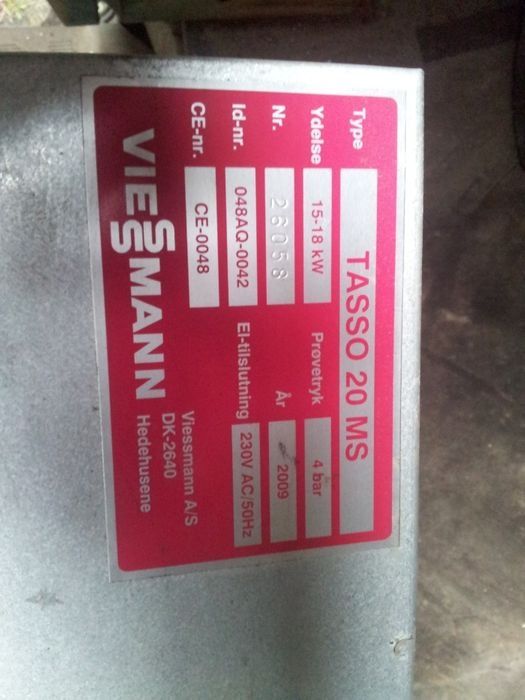 Type TASSO 20 MS
Ydelse 15-18 kW Prøvetryk 4 bar
Nr. 26058 År 2009
Id-nr. 048AQ-0042 El-tilslutning 230V AC/50Hz
CE-nr. CE-0048
VIESSMANN
Viessmann A/S
DK-2640
Hedehusene